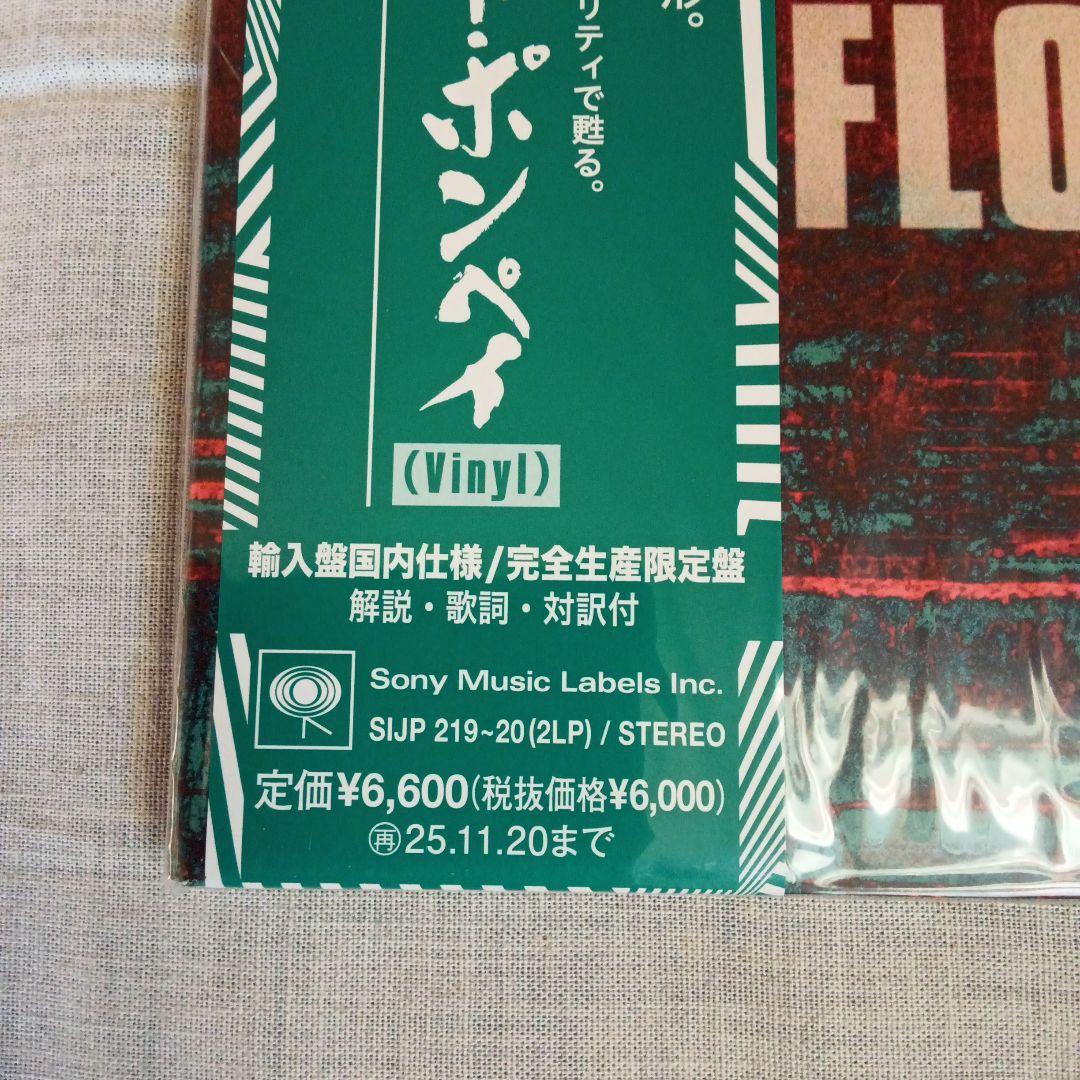 形。
リティで甦る。
・ポンペイ
(Vinyl)
輸入盤国内仕様/完全生産限定盤
解説・歌詞・対訳付
Sony Music Labels Inc.
SIJP 219~20(2LP) / STEREO
定価¥6,600(税抜価格¥6,000)
再25.11.20まで
FLO